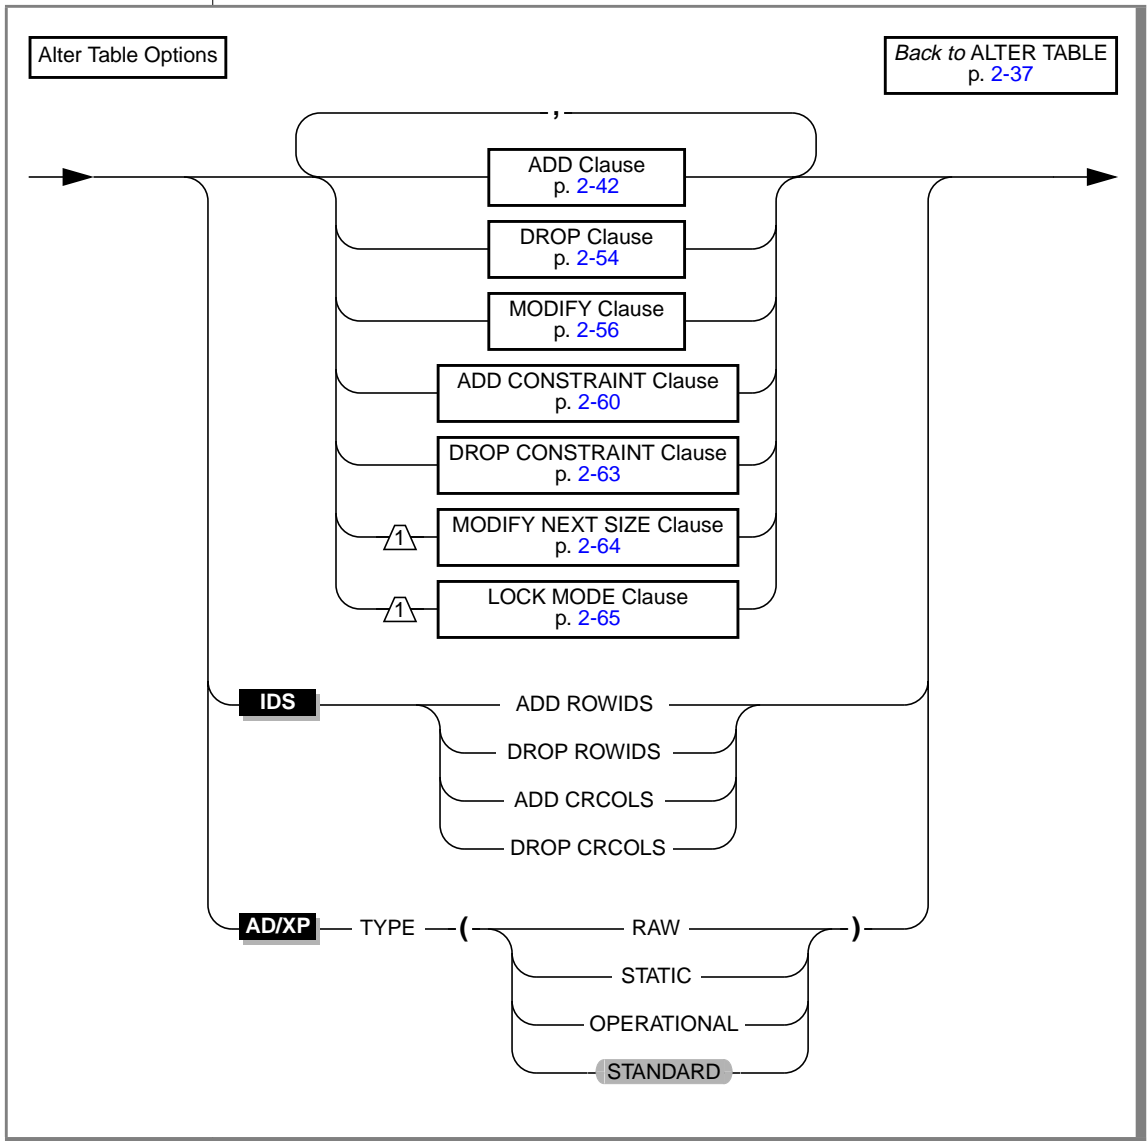 Alter Table Options
Back to ALTER TABLE
p. 2-37
,
ADD Clause
p. 2-42
DROP Clause
p. 2-54
MODIFY Clause
p. 2-56
ADD CONSTRAINT Clause
p. 2-60
DROP CONSTRAINT Clause
p. 2-63
1
MODIFY NEXT SIZE Clause
p. 2-64
1
LOCK MODE Clause
p. 2-65
IDS
ADD ROWIDS
DROP ROWIDS
ADD CRCOLS
DROP CRCOLS
AD/XP TYPE ( RAW )
STATIC
OPERATIONAL
STANDARD